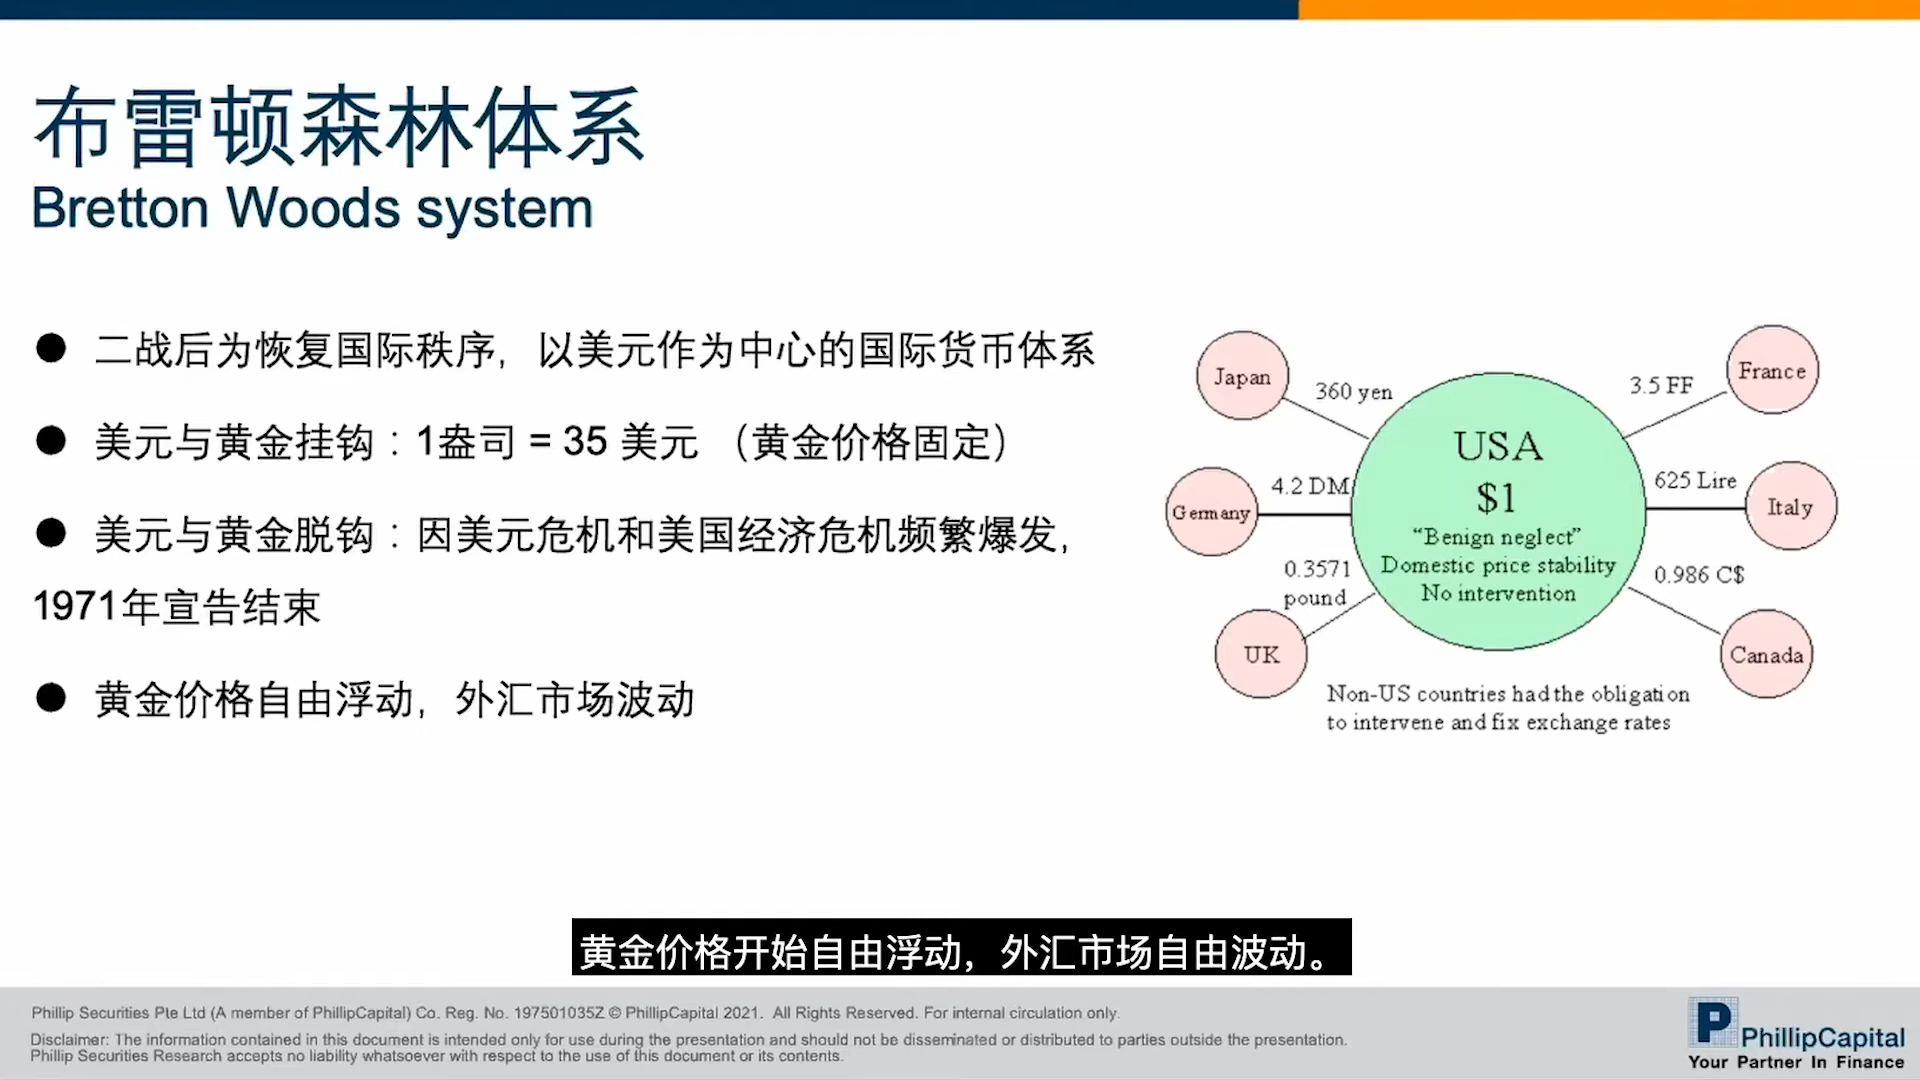 布雷顿森林体系
Bretton Woods system
● 二战后为恢复国际秩序，以美元作为中心的国际货币体系
● 美元与黄金挂钩：1盎司 = 35 美元 （黄金价格固定）
● 美元与黄金脱钩：因美元危机和美国经济危机频繁爆发，
1971年宣告结束
● 黄金价格自由浮动，外汇市场波动
Japan
360 yen
3.5 FF
France
USA
$1
“Benign neglect”
Domestic price stability
No intervention
Germany
4.2 DM
625 Lire
Italy
0.3571
pound
UK
0.986 C$
Canada
Non-US countries had the obligation
to intervene and fix exchange rates
黄金价格开始自由浮动，外汇市场自由波动。
Phillip Securities Pte Ltd (A member of PhillipCapital) Co. Reg. No. 197501035Z © PhillipCapital 2021. All Rights Reserved. For internal circulation only.
Disclaimer: The information contained in this document is intended only for use during the presentation and should not be disseminated or distributed to parties outside the presentation.
Phillip Securities Research accepts no liability whatsoever with respect to the use of this document or its contents.
PhillipCapital
Your Partner In Finance